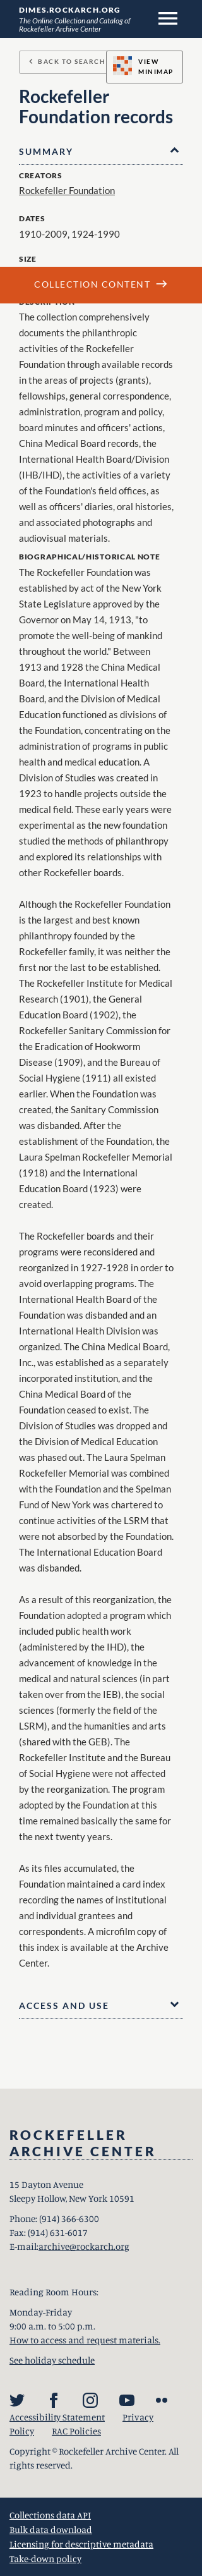 DIMES.ROCKARCH.ORG
The Online Collection and Catalog of
Rockefeller Archive Center
BACK TO SEARCH
VIEW
MINIMAP
Rockefeller
Foundation records
SUMMARY
CREATORS
Rockefeller Foundation
DATES
1910-2009, 1924-1990
SIZE
COLLECTION CONTENT
The collection comprehensively
documents the philanthropic
activities of the Rockefeller
Foundation through available records
in the areas of projects (grants),
fellowships, general correspondence,
administration, program and policy,
board minutes and officers' actions,
China Medical Board records, the
International Health Board/Division
(IHB/IHD), the activities of a variety
of the Foundation's field offices, as
well as officers' diaries, oral histories,
and associated photographs and
audiovisual materials.
BIOGRAPHICAL/HISTORICAL NOTE
The Rockefeller Foundation was
established by act of the New York
State Legislature approved by the
Governor on May 14, 1913, "to
promote the well-being of mankind
throughout the world." Between
1913 and 1928 the China Medical
Board, the International Health
Board, and the Division of Medical
Education functioned as divisions of
the Foundation, concentrating on the
administration of programs in public
health and medical education. A
Division of Studies was created in
1923 to handle projects outside the
medical field. These early years were
experimental as the new foundation
studied the methods of philanthropy
and explored its relationships with
other Rockefeller boards.
Although the Rockefeller Foundation
is the largest and best known
philanthropy founded by the
Rockefeller family, it was neither the
first nor the last to be established.
The Rockefeller Institute for Medical
Research (1901), the General
Education Board (1902), the
Rockefeller Sanitary Commission for
the Eradication of Hookworm
Disease (1909), and the Bureau of
Social Hygiene (1911) all existed
earlier. When the Foundation was
created, the Sanitary Commission
was disbanded. After the
establishment of the Foundation, the
Laura Spelman Rockefeller Memorial
(1918) and the International
Education Board (1923) were
created.
The Rockefeller boards and their
programs were reconsidered and
reorganized in 1927-1928 in order to
avoid overlapping programs. The
International Health Board of the
Foundation was disbanded and an
International Health Division was
organized. The China Medical Board,
Inc., was established as a separately
incorporated institution, and the
China Medical Board of the
Foundation ceased to exist. The
Division of Studies was dropped and
the Division of Medical Education
was phased out. The Laura Spelman
Rockefeller Memorial was combined
with the Foundation and the Spelman
Fund of New York was chartered to
continue activities of the LSRM that
were not absorbed by the Foundation.
The International Education Board
was disbanded.
As a result of this reorganization, the
Foundation adopted a program which
included public health work
(administered by the IHD), the
advancement of knowledge in the
medical and natural sciences (in part
taken over from the IEB), the social
sciences (formerly the field of the
LSRM), and the humanities and arts
(shared with the GEB). The
Rockefeller Institute and the Bureau
of Social Hygiene were not affected
by the reorganization. The program
adopted by the Foundation at this
time remained basically the same for
the next twenty years.
As its files accumulated, the
Foundation maintained a card index
recording the names of institutional
and individual grantees and
correspondents. A microfilm copy of
this index is available at the Archive
Center.
ACCESS AND USE
ROCKEFELLER
ARCHIVE CENTER
15 Dayton Avenue
Sleepy Hollow, New York 10591
Phone: (914) 366-6300
Fax: (914) 631-6017
E-mail:archive@rockarch.org
Reading Room Hours:
Monday-Friday
9:00 a.m. to 5:00 p.m.
How to access and request materials.
See holiday schedule
Accessibility Statement Privacy
Policy RAC Policies
Copyright © Rockefeller Archive Center. All
rights reserved.
Collections data API
Bulk data download
Licensing for descriptive metadata
Take-down policy